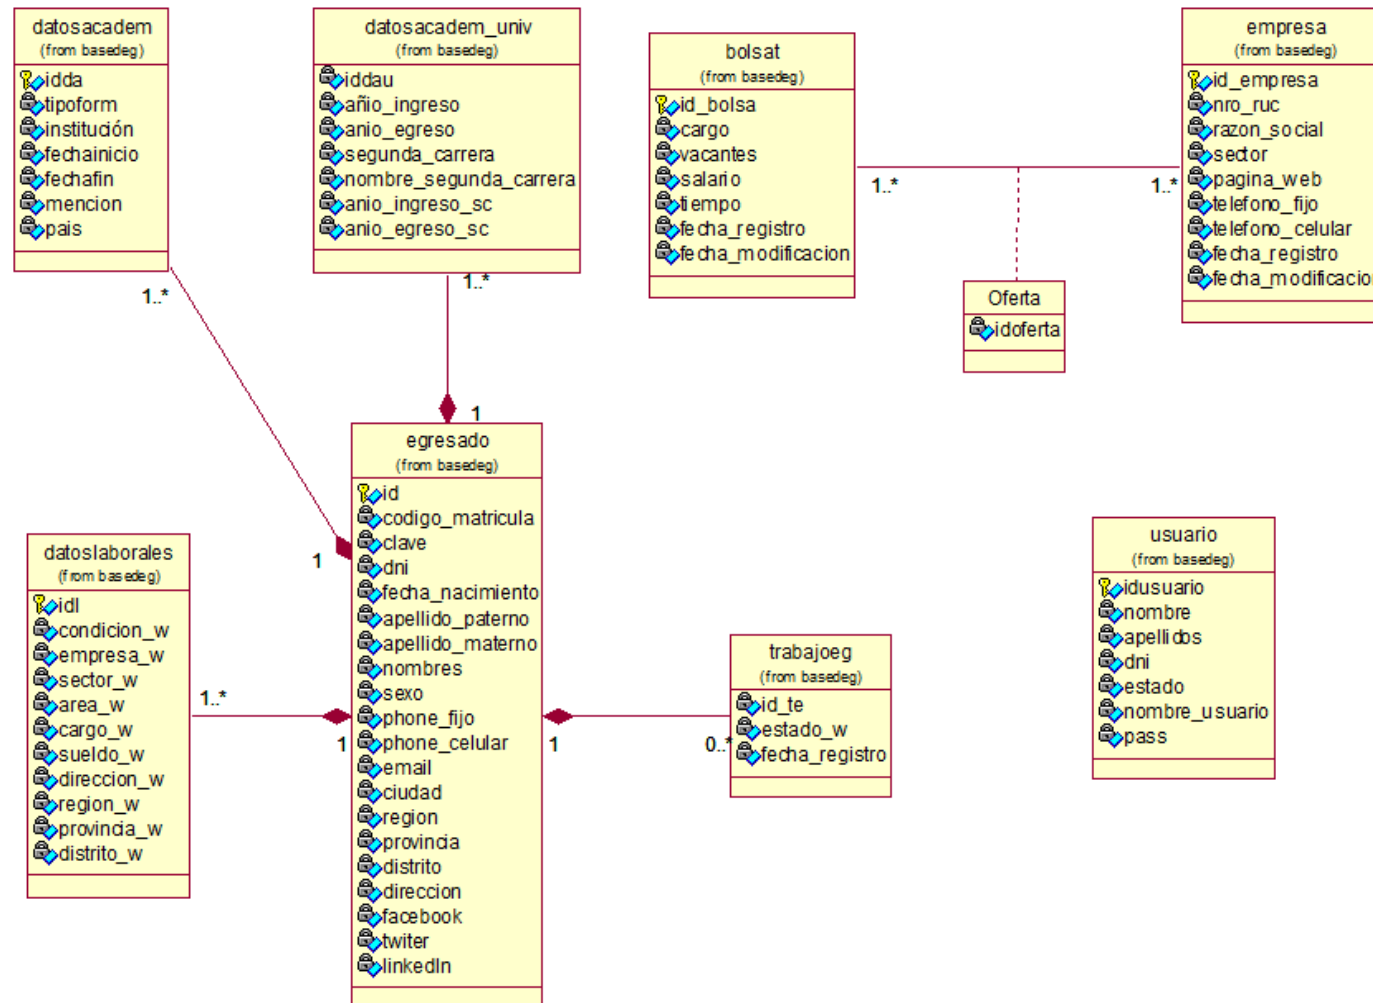 datosacadem
(from basedeg)
idda
tipoform
institución
fechainicio
fechafin
mencion
pais
1..*
datosacadem_univ
(from basedeg)
iddau
añio_ingreso
anio_egreso
segunda_carrera
nombre_segunda_carrera
anio_ingreso_sc
anio_egreso_sc
1..*
bolsat
(from basedeg)
id_bolsa
cargo
vacantes
salario
tiempo
fecha_registro
fecha_modificacion
1..*
1..*
empresa
(from basedeg)
id_empresa
nro_ruc
razon_social
sector
pagina_web
telefono_fijo
telefono_celular
fecha_registro
fecha_modificacion
Oferta
idoferta
1
1
egresado
(from basedeg)
id
codigo_matricula
clave
dni
fecha_nacimiento
apellido_paterno
apellido_materno
nombres
sexo
phone_fijo
phone_celular
email
ciudad
region
provincia
distrito
direccion
facebook
twiter
linkedIn
datoslaborales
(from basedeg)
idl
condicion_w
empresa_w
sector_w
area_w
cargo_w
sueldo_w
direccion_w
region_w
provincia_w
distrito_w
1..*
1
1
0..*
trabajoeg
(from basedeg)
id_te
estado_w
fecha_registro
usuario
(from basedeg)
idusuario
nombre
apellidos
dni
estado
nombre_usuario
pass